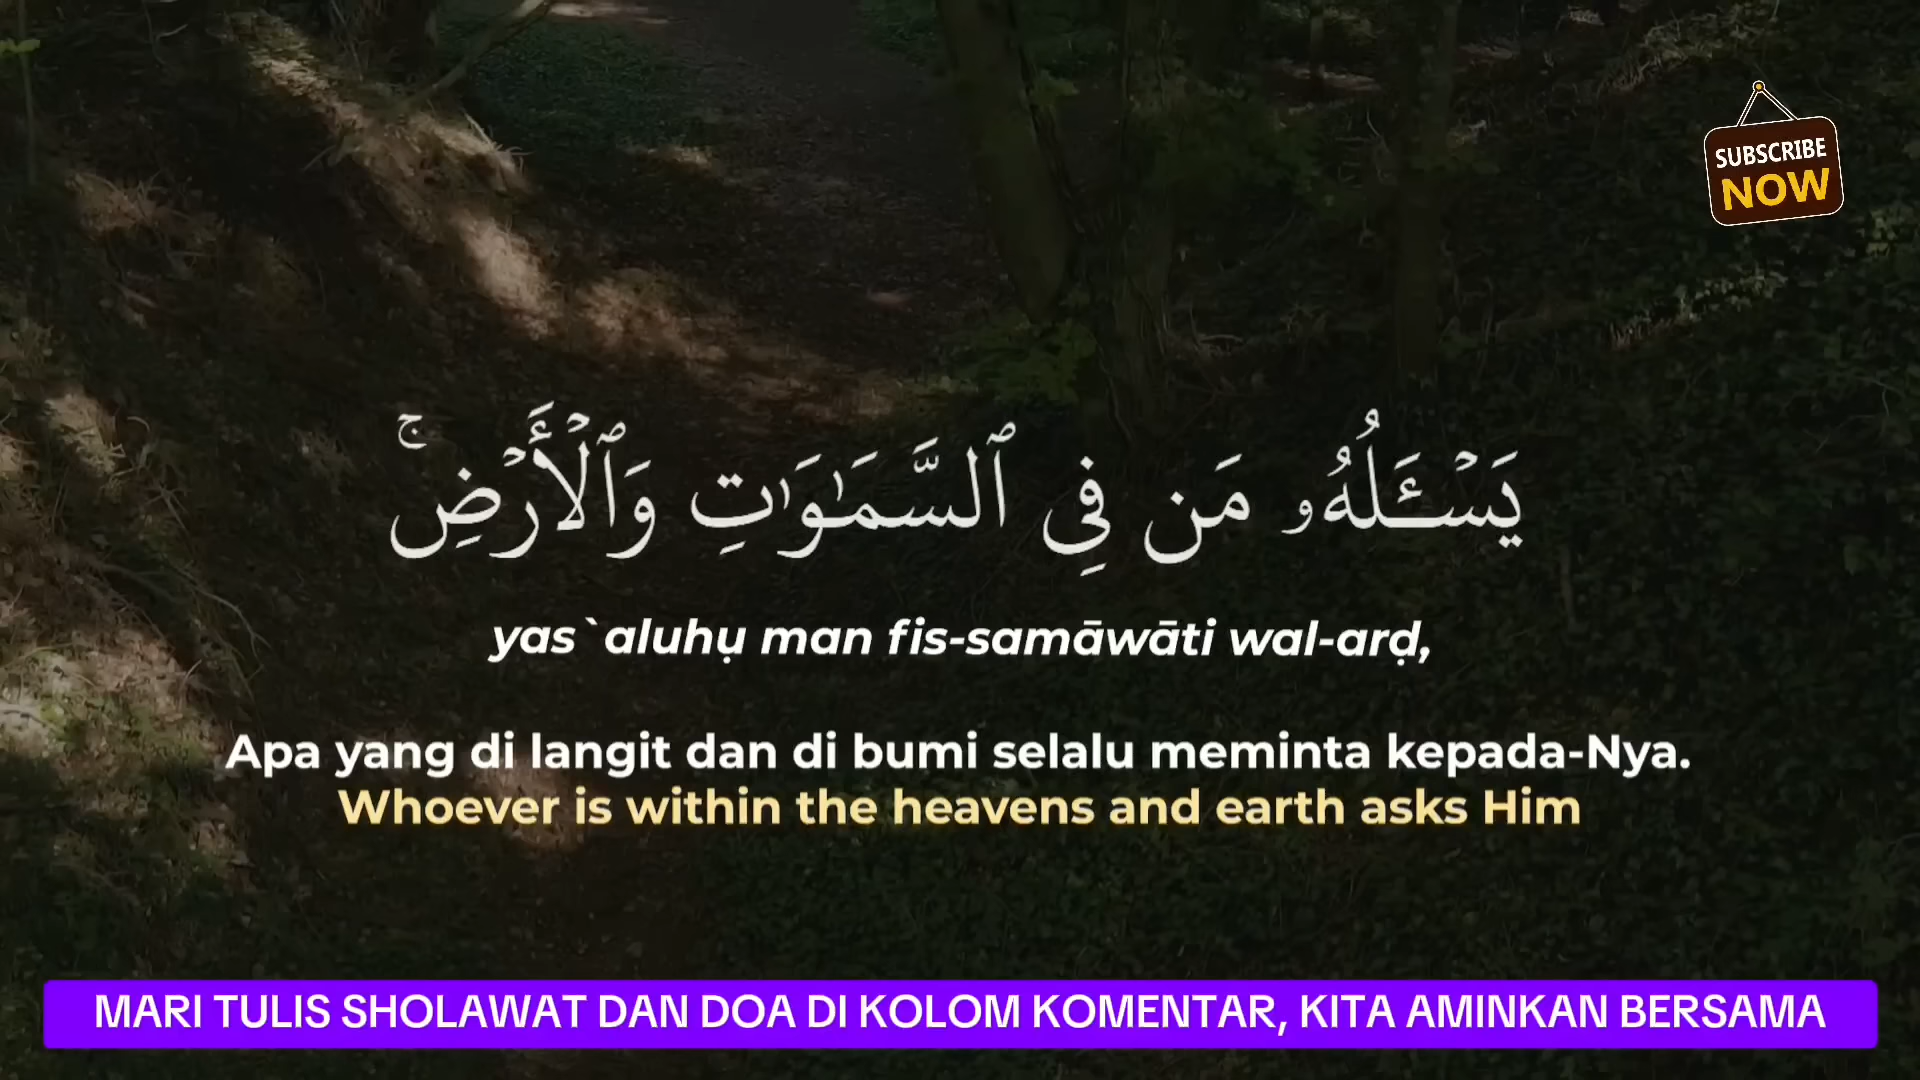 SUBSCRIBE
NOW
يَسْـَٔلُهُۥ مَن فِى ٱلسَّمَٰوَٰتِ وَٱلْأَرْضِ ۚ
yas`aluhụ man fis-samāwāti wal-arḍ,
Apa yang di langit dan di bumi selalu meminta kepada-Nya.
Whoever is within the heavens and earth asks Him
MARI TULIS SHOLAWAT DAN DOA DI KOLOM KOMENTAR, KITA AMINKAN BERSAMA